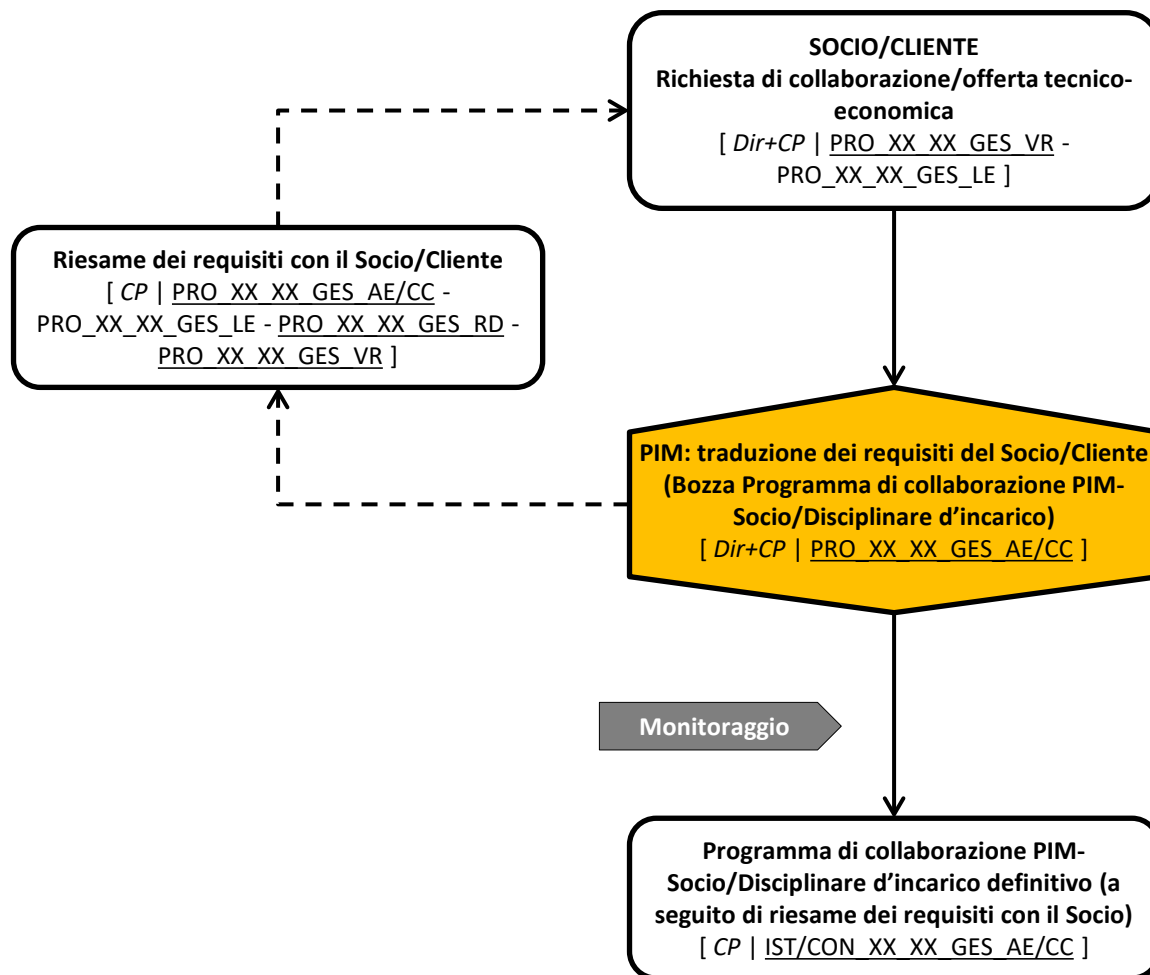 SOCIO/CLIENTE
Richiesta di collaborazione/offerta tecnico-
economica
[ Dir+CP | PRO_XX_XX_GES_VR -
PRO_XX_XX_GES_LE ]
Riesame dei requisiti con il Socio/Cliente
[ CP | PRO_XX_XX_GES_AE/CC -
PRO_XX_XX_GES_LE - PRO_XX_XX_GES_RD -
PRO_XX_XX_GES_VR ]
PIM: traduzione dei requisiti del Socio/Cliente
(Bozza Programma di collaborazione PIM-
Socio/Disciplinare d’incarico)
[ Dir+CP | PRO_XX_XX_GES_AE/CC ]
Monitoraggio
Programma di collaborazione PIM-
Socio/Disciplinare d’incarico definitivo (a
seguito di riesame dei requisiti con il Socio)
[ CP | IST/CON_XX_XX_GES_AE/CC ]